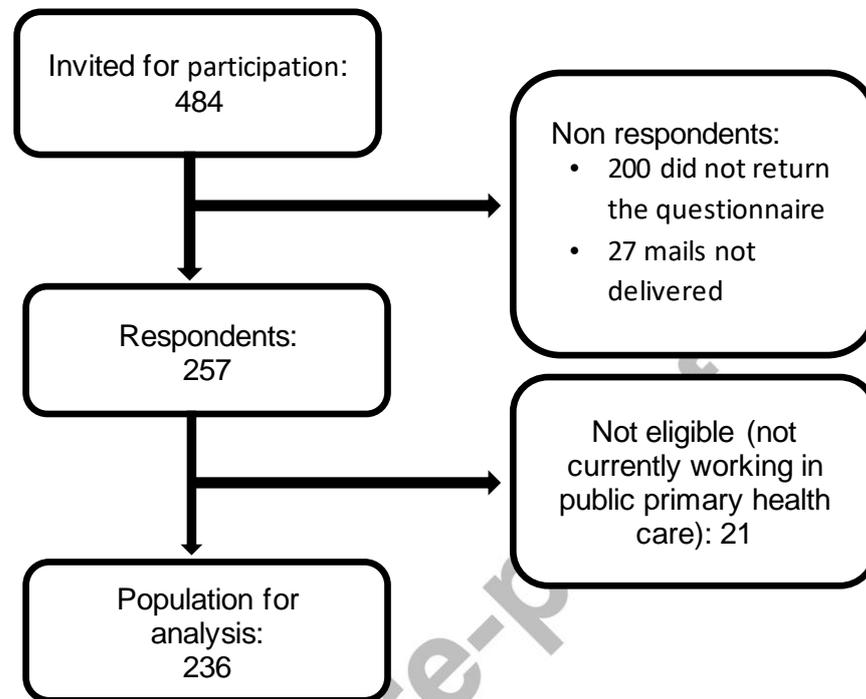 Invited for participation:
484
Non respondents:
• 200 did not return
the questionnaire
• 27 mails not
delivered
Respondents:
257
Not eligible (not
currently working in
public primary health
care): 21
Population for
analysis:
236